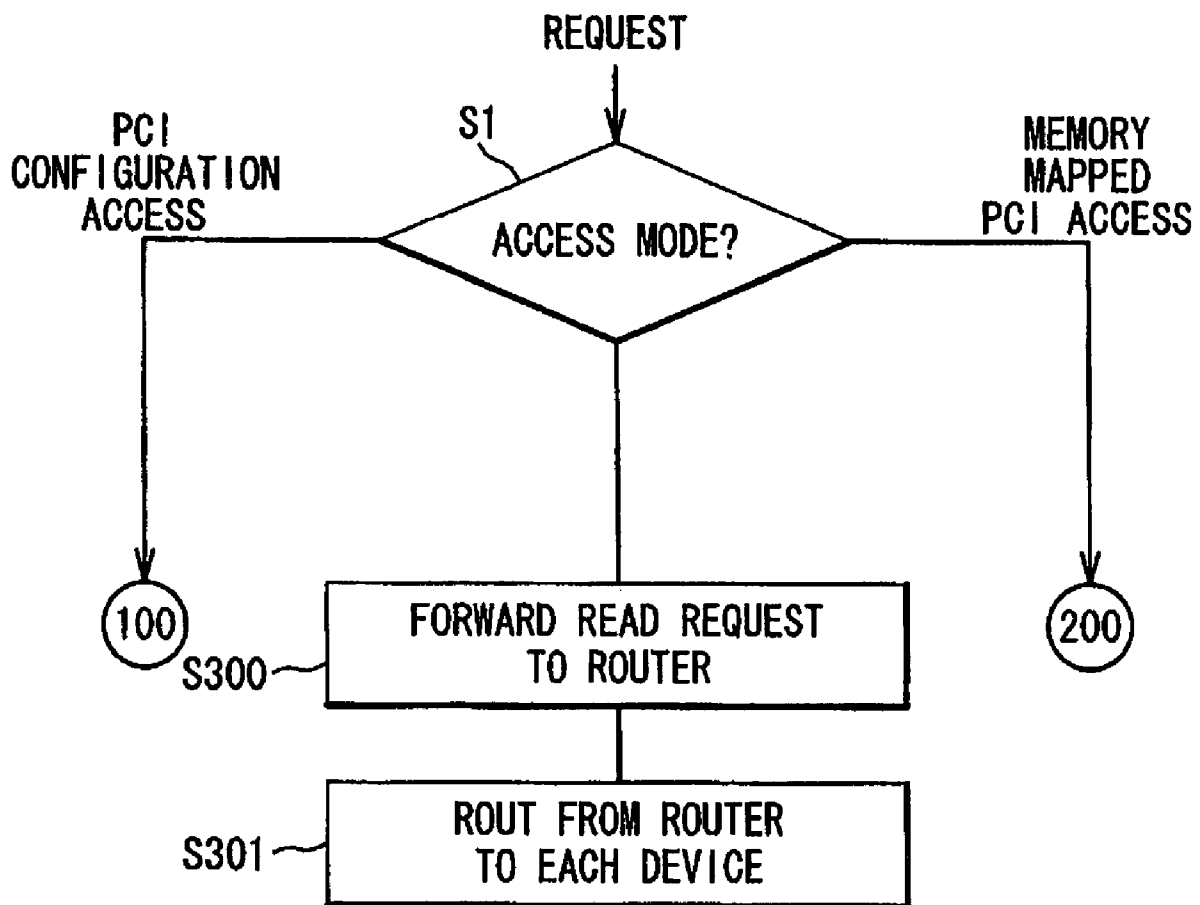 REQUEST
S1
PCI
CONFIGURATION
ACCESS
MEMORY
MAPPED
PCI ACCESS
ACCESS MODE?
100
200
FORWARD READ REQUEST
TO ROUTER
S300
ROUT FROM ROUTER
TO EACH DEVICE
S301